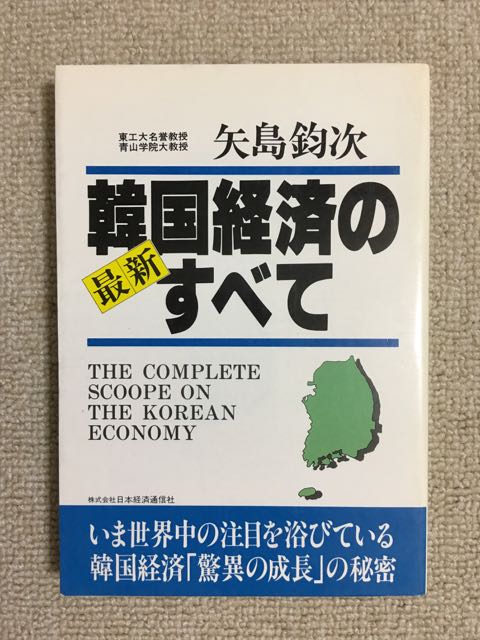 東工大名誉教授
青山学院大教授
矢島鈞次
韓国経済の
最新
すべて
THE COMPLETE
SCOOPE ON
THE KOREAN
ECONOMY
株式会社日本経済通信社
いま世界中の注目を浴びている
韓国経済「驚異の成長」の秘密